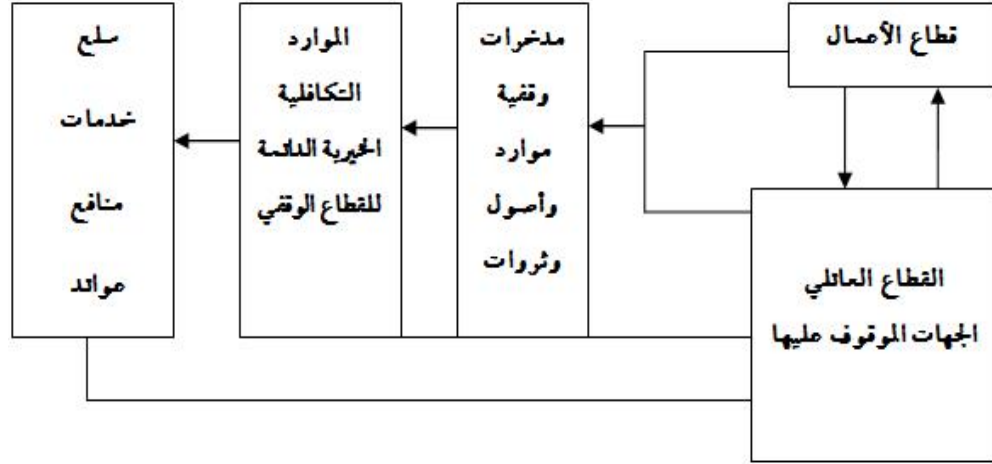 قطاع الأعمال
القطاع العائلي
الجهات الموقوف عليها
مدخرات
وقفية
موارد
وأصول
وثروات
الموارد
التكافلية
الخيرية الدائمة
للقطاع الوقفي
سلع
خدمات
منافع
عوائد